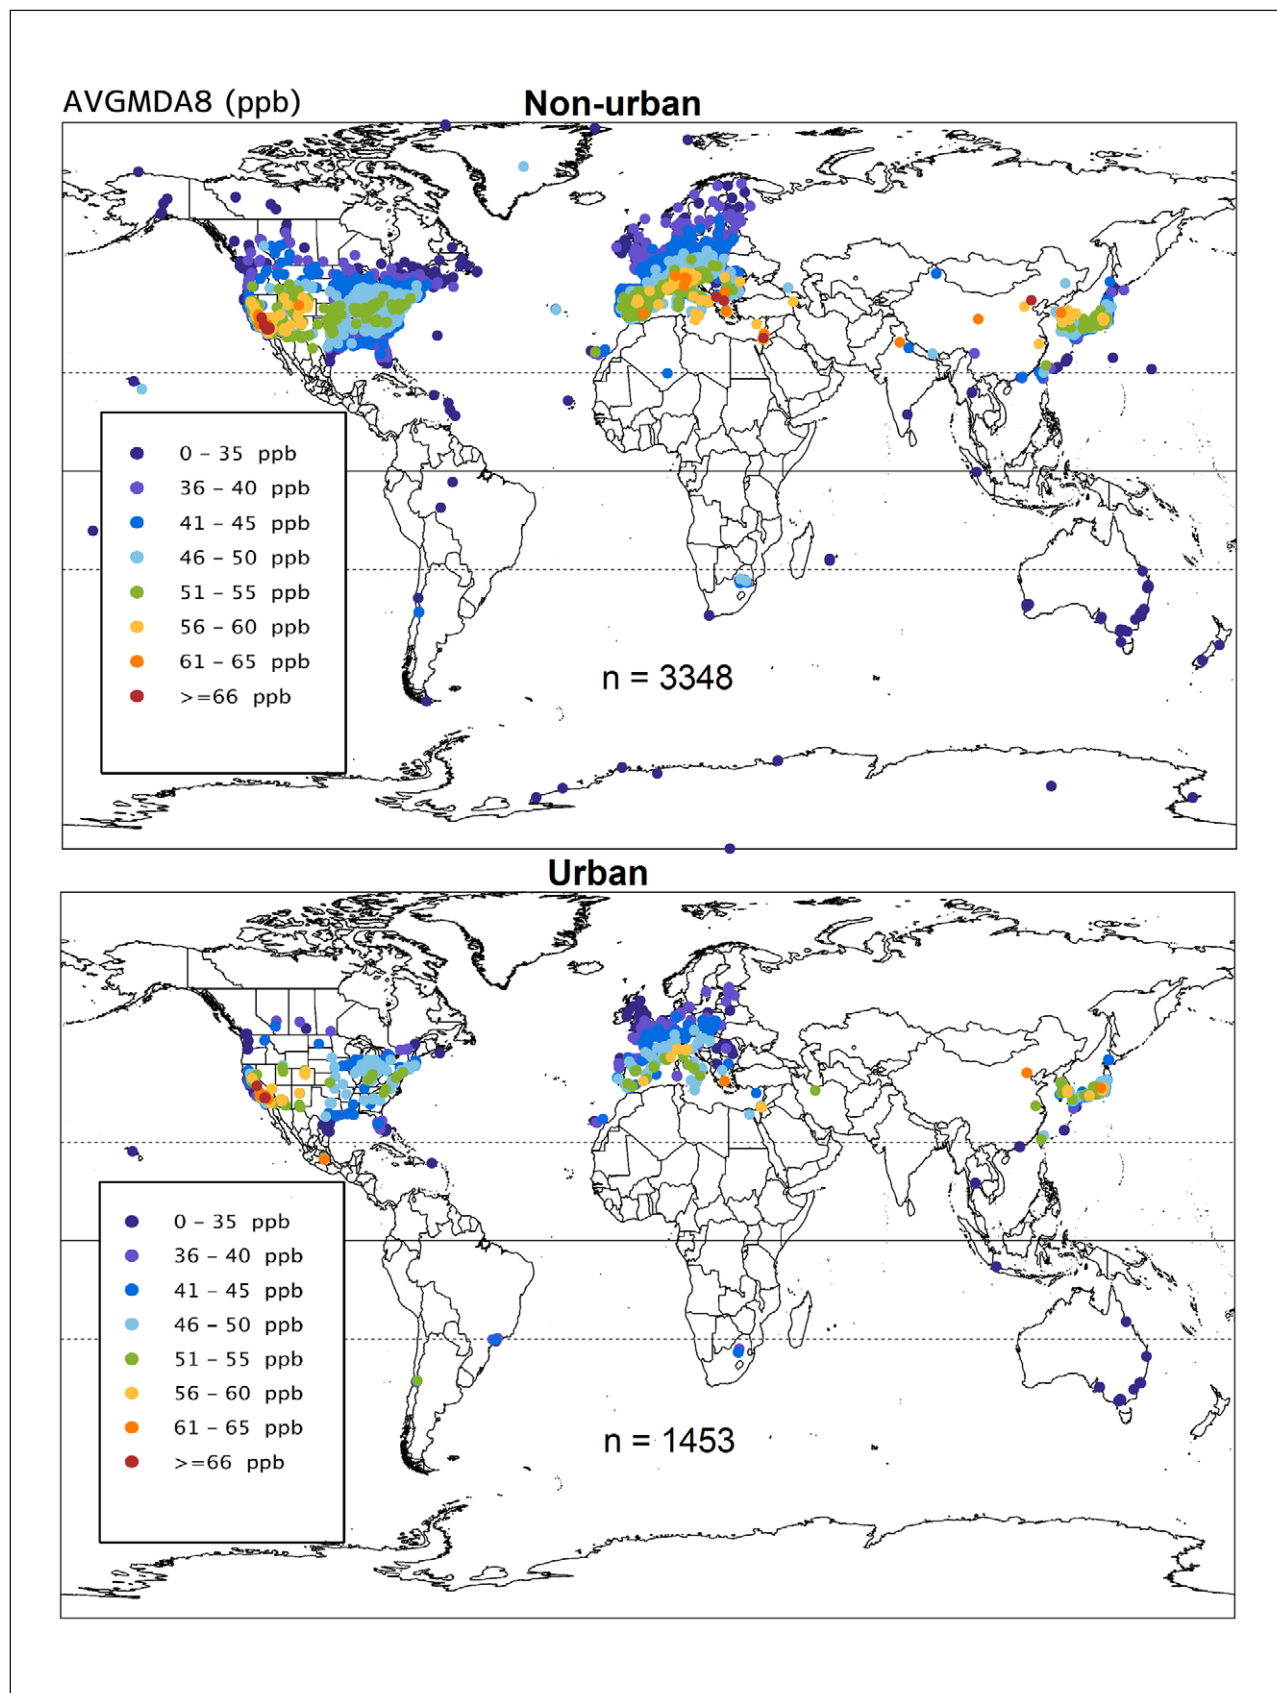 AVGMDA8 (ppb)
Non-urban
0 – 35 ppb
36 – 40 ppb
41 – 45 ppb
46 – 50 ppb
51 – 55 ppb
56 – 60 ppb
61 – 65 ppb
>=66 ppb
n = 3348
Urban
0 – 35 ppb
36 – 40 ppb
41 – 45 ppb
46 – 50 ppb
51 – 55 ppb
56 – 60 ppb
61 – 65 ppb
>=66 ppb
n = 1453